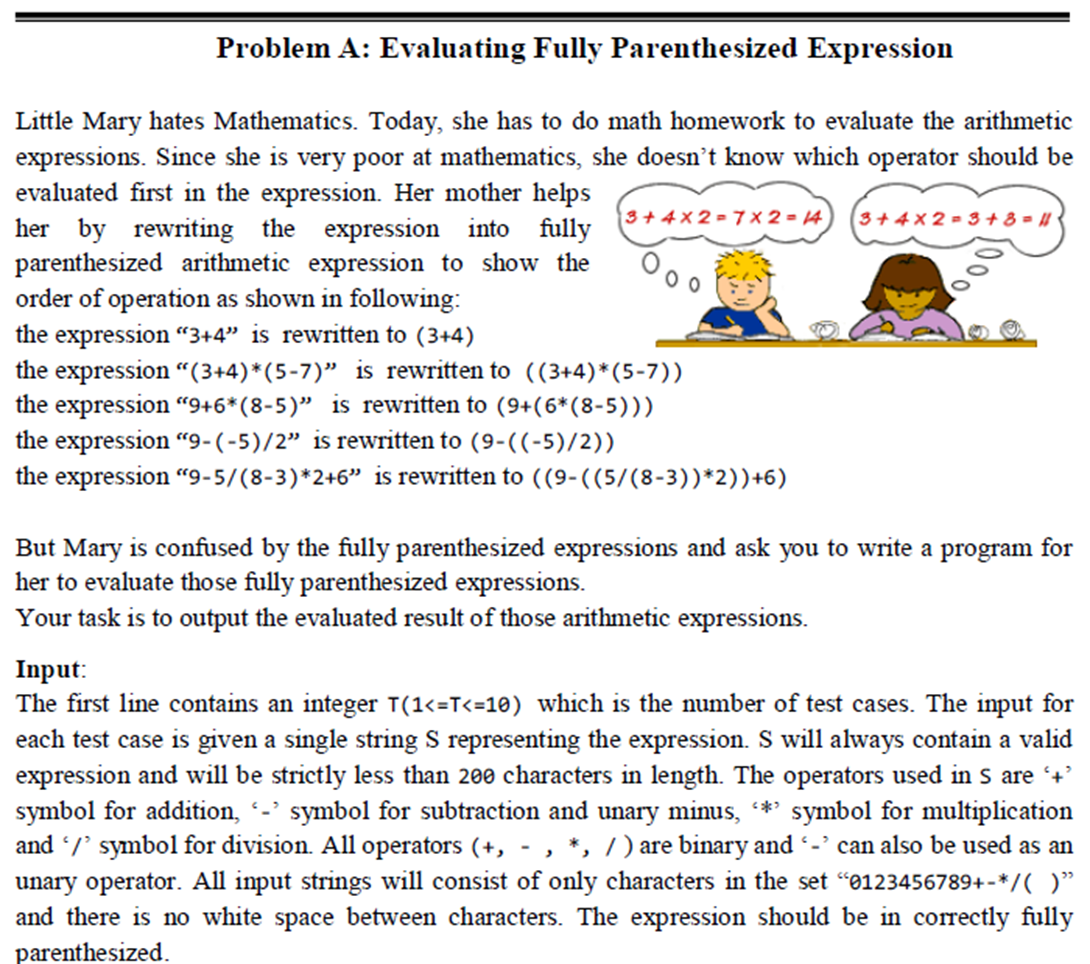 Problem A: Evaluating Fully Parenthesized Expression
Little Mary hates Mathematics. Today, she has to do math homework to evaluate the arithmetic
expressions. Since she is very poor at mathematics, she doesn’t know which operator should be
evaluated first in the expression. Her mother helps
her by rewriting the expression into fully
parenthesized arithmetic expression to show the
order of operation as shown in following:
3 + 4 x 2 = 7 x 2 = 14
3 + 4 x 2 = 3 + 8 = 11
the expression “3+4” is rewritten to (3+4)
the expression “(3+4)*(5-7)” is rewritten to ((3+4)*(5-7))
the expression “9+6*(8-5)” is rewritten to (9+(6*(8-5)))
the expression “9-(-5)/2” is rewritten to (9-((-5)/2))
the expression “9-5/(8-3)*2+6” is rewritten to ((9-((5/(8-3))*2))+6)
But Mary is confused by the fully parenthesized expressions and ask you to write a program for
her to evaluate those fully parenthesized expressions.
Your task is to output the evaluated result of those arithmetic expressions.
Input:
The first line contains an integer T(1<=T<=10) which is the number of test cases. The input for
each test case is given a single string S representing the expression. S will always contain a valid
expression and will be strictly less than 200 characters in length. The operators used in S are ‘+’
symbol for addition, ‘-’ symbol for subtraction and unary minus, ‘*’ symbol for multiplication
and ‘/’ symbol for division. All operators (+, - , *, / ) are binary and ‘-’ can also be used as an
unary operator. All input strings will consist of only characters in the set “0123456789+-*/( )”
and there is no white space between characters. The expression should be in correctly fully
parenthesized.